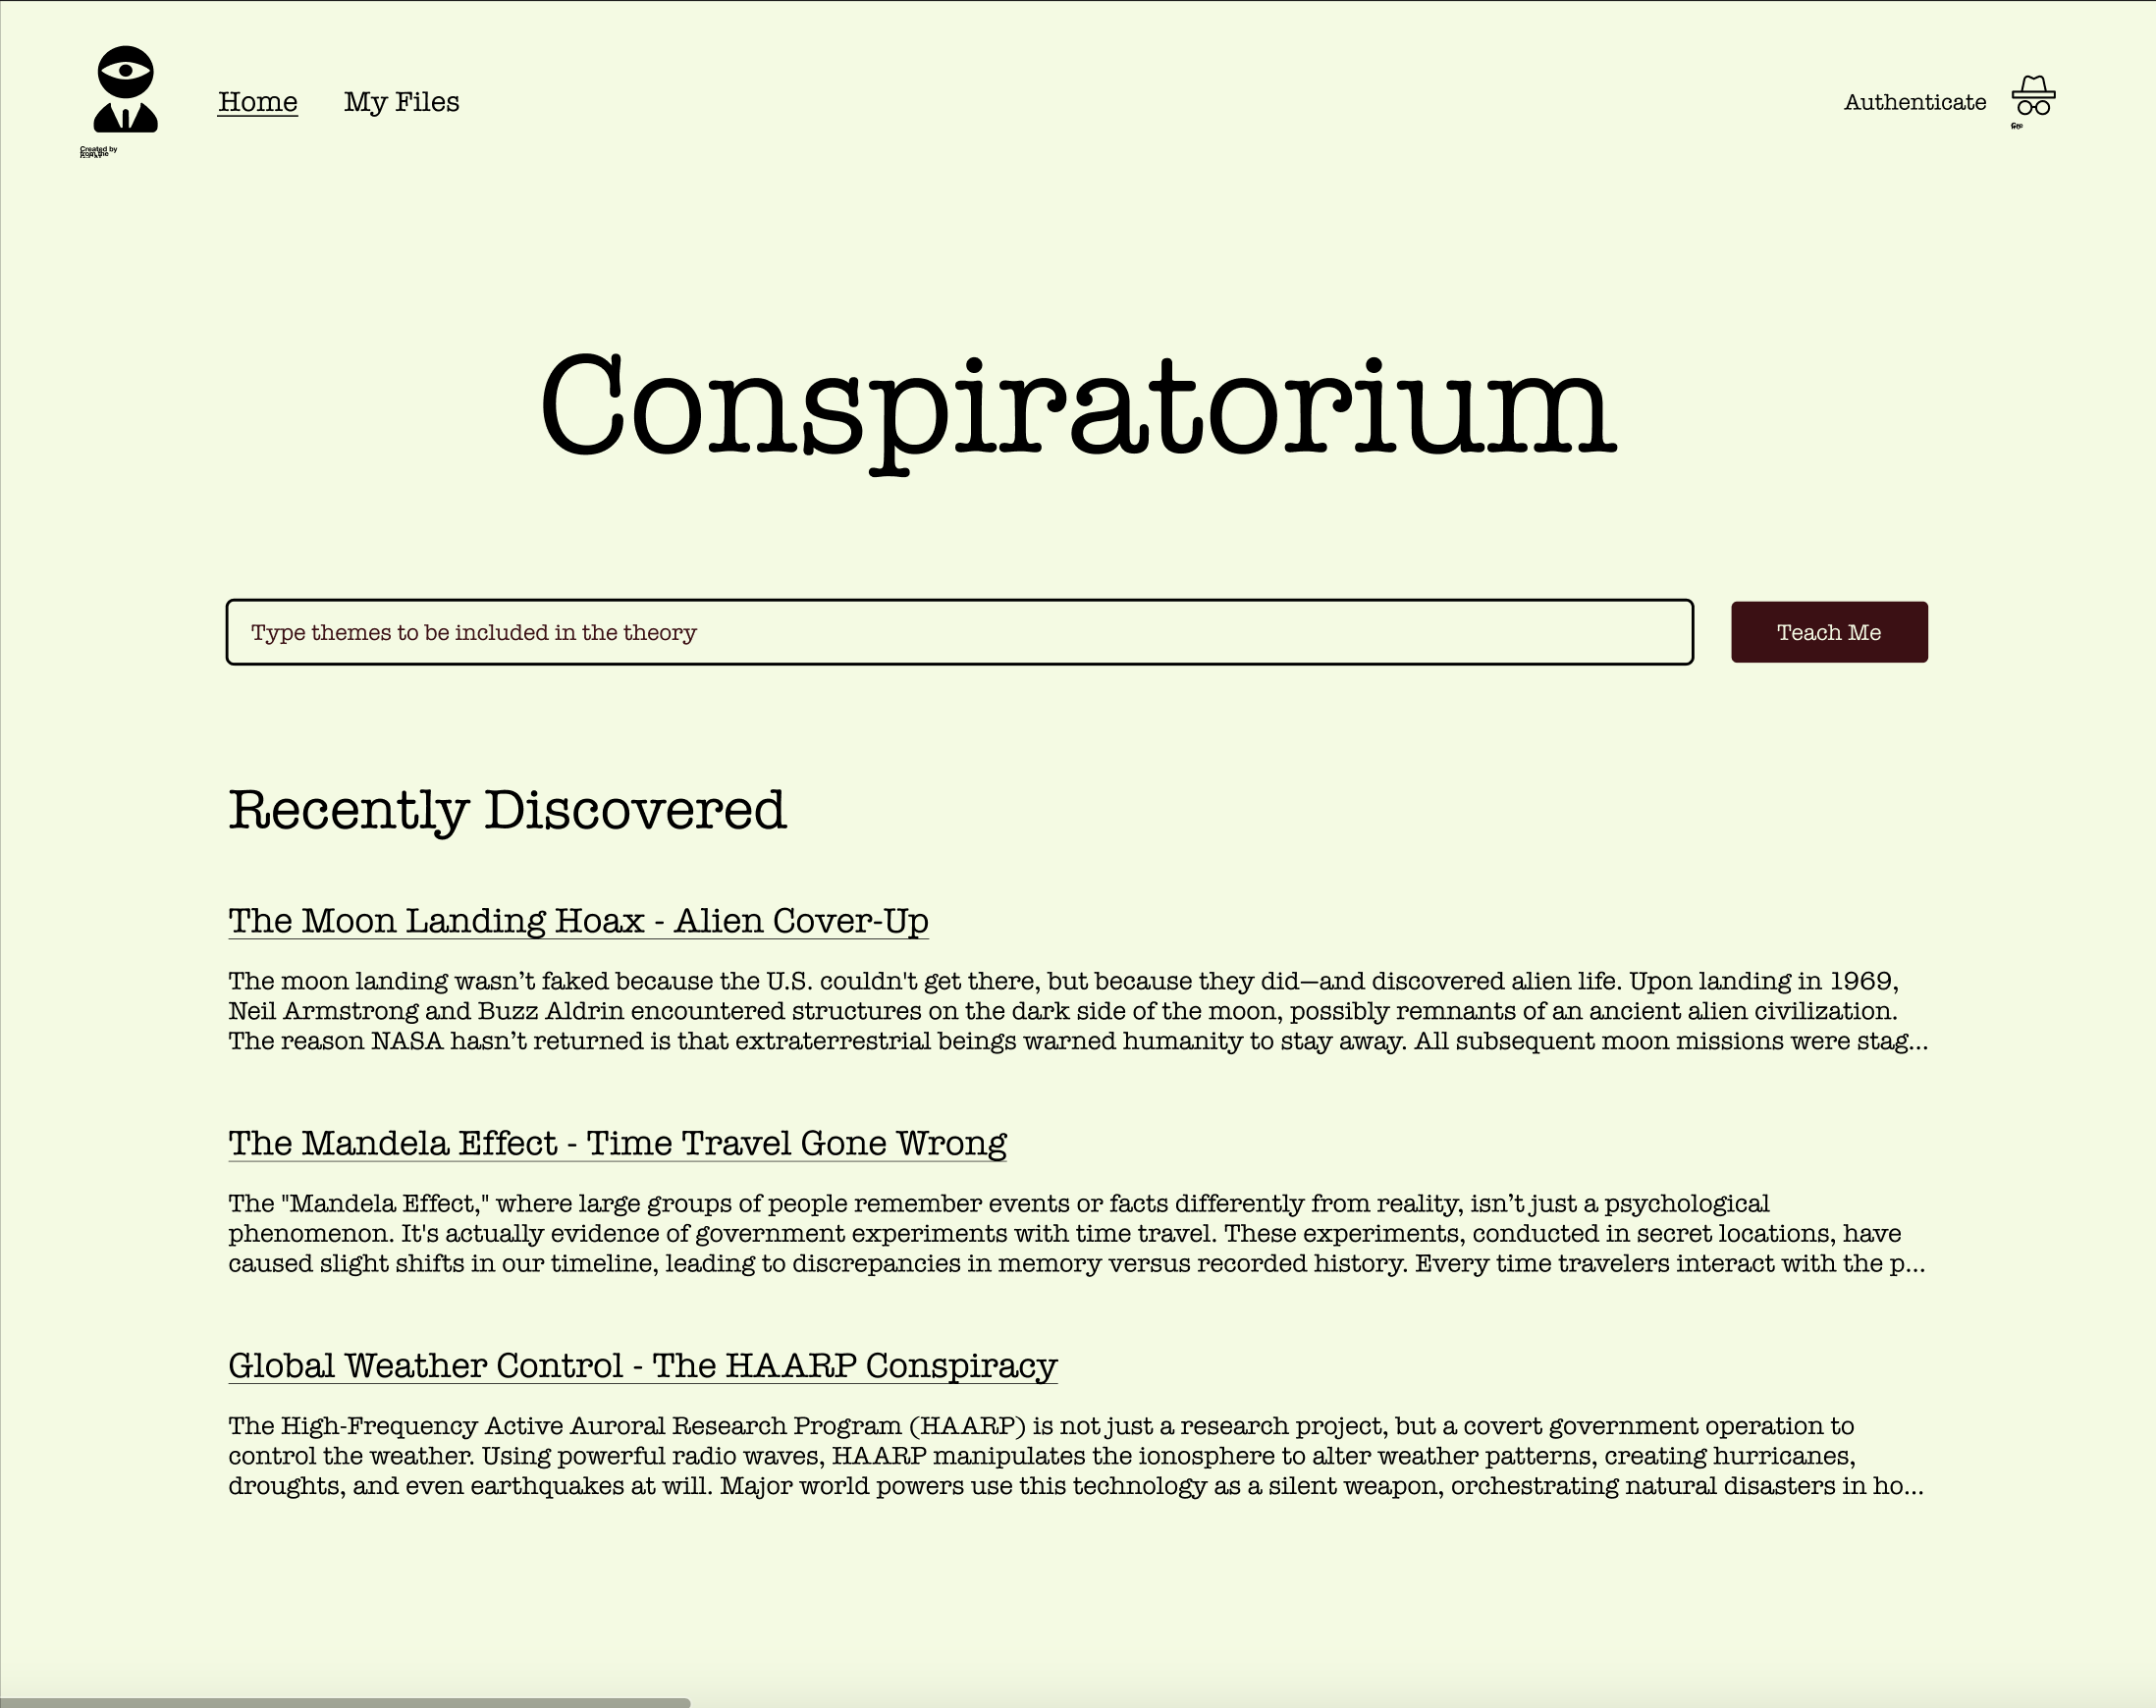 Created by
from the
Home
My Files
Authenticate
Conspiratorium
Type themes to be included in the theory
Teach Me
Recently Discovered
The Moon Landing Hoax - Alien Cover-Up
The moon landing wasn’t faked because the U.S. couldn't get there, but because they did—and discovered alien life. Upon landing in 1969,
Neil Armstrong and Buzz Aldrin encountered structures on the dark side of the moon, possibly remnants of an ancient alien civilization.
The reason NASA hasn’t returned is that extraterrestrial beings warned humanity to stay away. All subsequent moon missions were stag...
The Mandela Effect - Time Travel Gone Wrong
The "Mandela Effect," where large groups of people remember events or facts differently from reality, isn’t just a psychological
phenomenon. It's actually evidence of government experiments with time travel. These experiments, conducted in secret locations, have
caused slight shifts in our timeline, leading to discrepancies in memory versus recorded history. Every time travelers interact with the p...
Global Weather Control - The HAARP Conspiracy
The High-Frequency Active Auroral Research Program (HAARP) is not just a research project, but a covert government operation to
control the weather. Using powerful radio waves, HAARP manipulates the ionosphere to alter weather patterns, creating hurricanes,
droughts, and even earthquakes at will. Major world powers use this technology as a silent weapon, orchestrating natural disasters in ho...